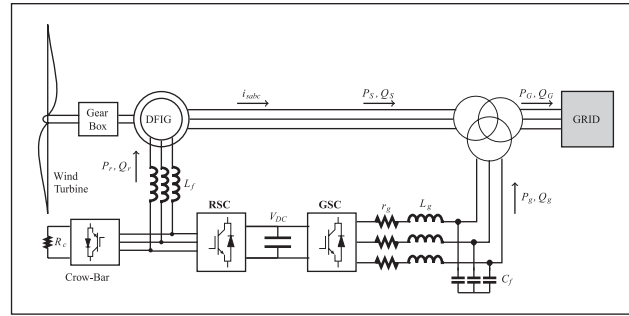 i_sabc
P_S, Q_S
P_G, Q_G
Gear
Box
DFIG
GRID
P_r, Q_r
L_f
Wind
Turbine
RSC
V_DC
GSC
r_g
L_g
P_g, Q_g
R_c
Crow-Bar
C_f